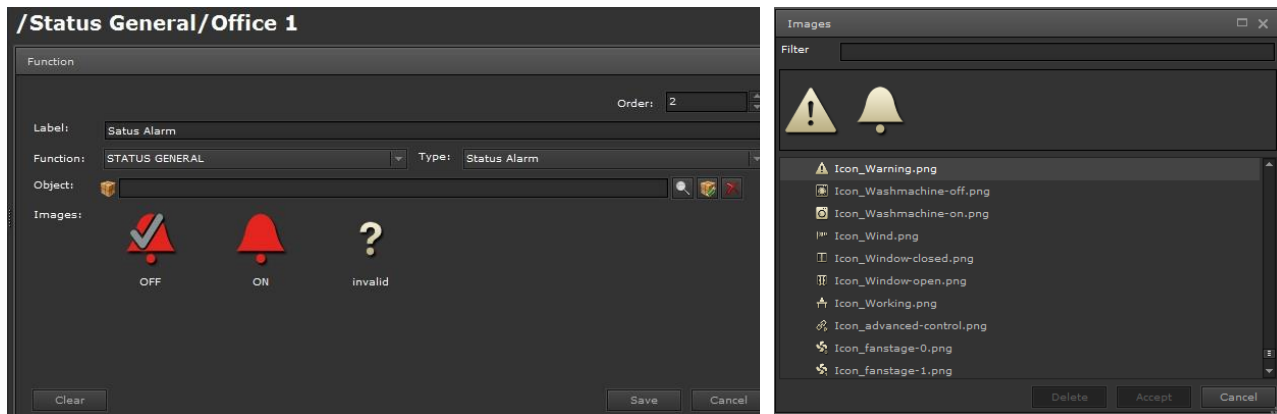 /Status General/Office 1
Function
Order: 2
Label: Satus Alarm
Function: STATUS GENERAL Type: Status Alarm
Object:
Images:
OFF ON invalid
Clear Save Cancel
Images
Filter
Icon_Warning.png
Icon_Washmachine-off.png
Icon_Washmachine-on.png
Icon_Wind.png
Icon_Window-closed.png
Icon_Window-open.png
Icon_Working.png
Icon_advanced-control.png
Icon_fanstage-0.png
Icon_fanstage-1.png
Delete Accept Cancel